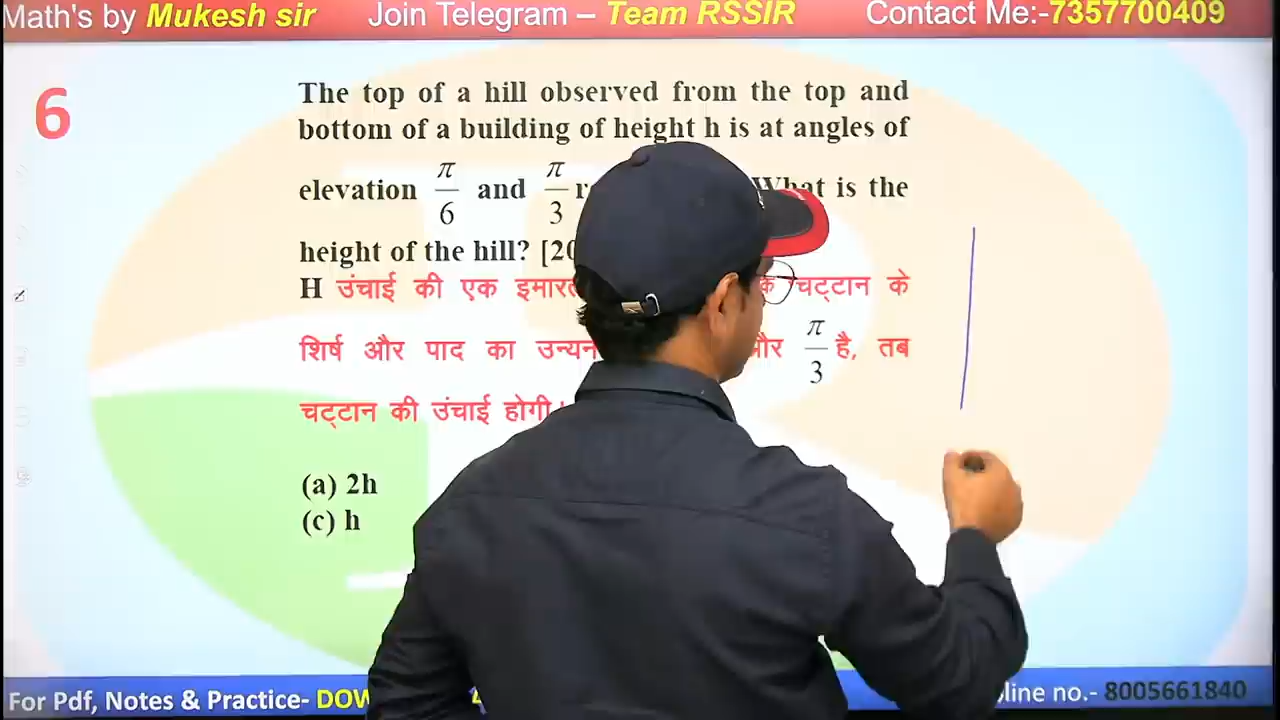 Math's by Mukesh sir Join Telegram – Team RSSIR Contact Me:-7357700409
6
The top of a hill observed from the top and
bottom of a building of height h is at angles of
elevation π/6 and π/3 What is the
height of the hill? [20
H उंचाई की एक इमारत के चट्टान के
शिर्ष और पाद का उन्यन और π/3 है, तब
चट्टान की उंचाई होगी
(a) 2h
(c) h
For Pdf, Notes & Practice- line no.- 8005661840